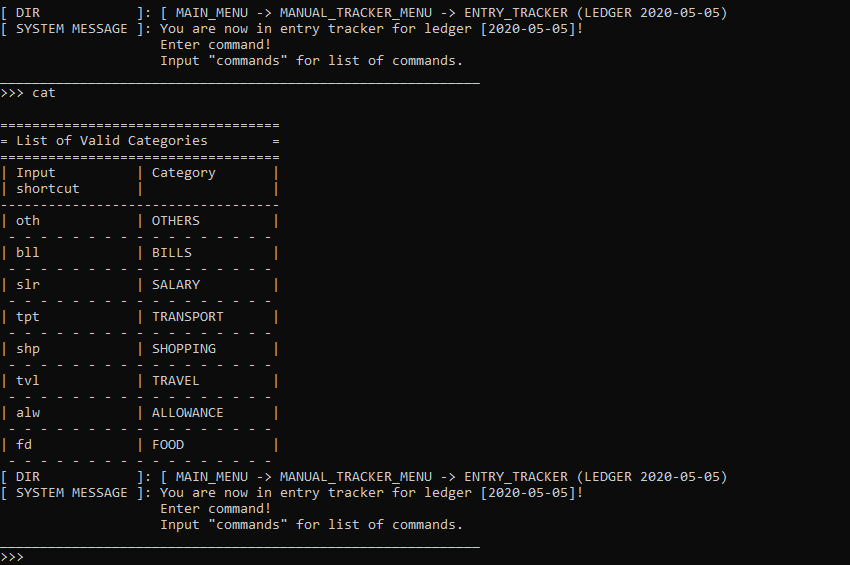 [ DIR            ]: [ MAIN_MENU -> MANUAL_TRACKER_MENU -> ENTRY_TRACKER (LEDGER 2020-05-05)
[ SYSTEM MESSAGE ]: You are now in entry tracker for ledger [2020-05-05]!
                    Enter command!
                    Input "commands" for list of commands.
____________________________________________________________
>>> cat

===================================
= List of Valid Categories        =
===================================
| Input          | Category       |
| shortcut       |                |
-----------------------------------
| oth            | OTHERS         |
 - - - - - - - - - - - - - - - - -
| bll            | BILLS          |
 - - - - - - - - - - - - - - - - -
| slr            | SALARY         |
 - - - - - - - - - - - - - - - - -
| tpt            | TRANSPORT      |
 - - - - - - - - - - - - - - - - -
| shp            | SHOPPING       |
 - - - - - - - - - - - - - - - - -
| tvl            | TRAVEL         |
 - - - - - - - - - - - - - - - - -
| alw            | ALLOWANCE      |
 - - - - - - - - - - - - - - - - -
| fd             | FOOD           |
 - - - - - - - - - - - - - - - - -
[ DIR            ]: [ MAIN_MENU -> MANUAL_TRACKER_MENU -> ENTRY_TRACKER (LEDGER 2020-05-05)
[ SYSTEM MESSAGE ]: You are now in entry tracker for ledger [2020-05-05]!
                    Enter command!
                    Input "commands" for list of commands.
____________________________________________________________
>>>